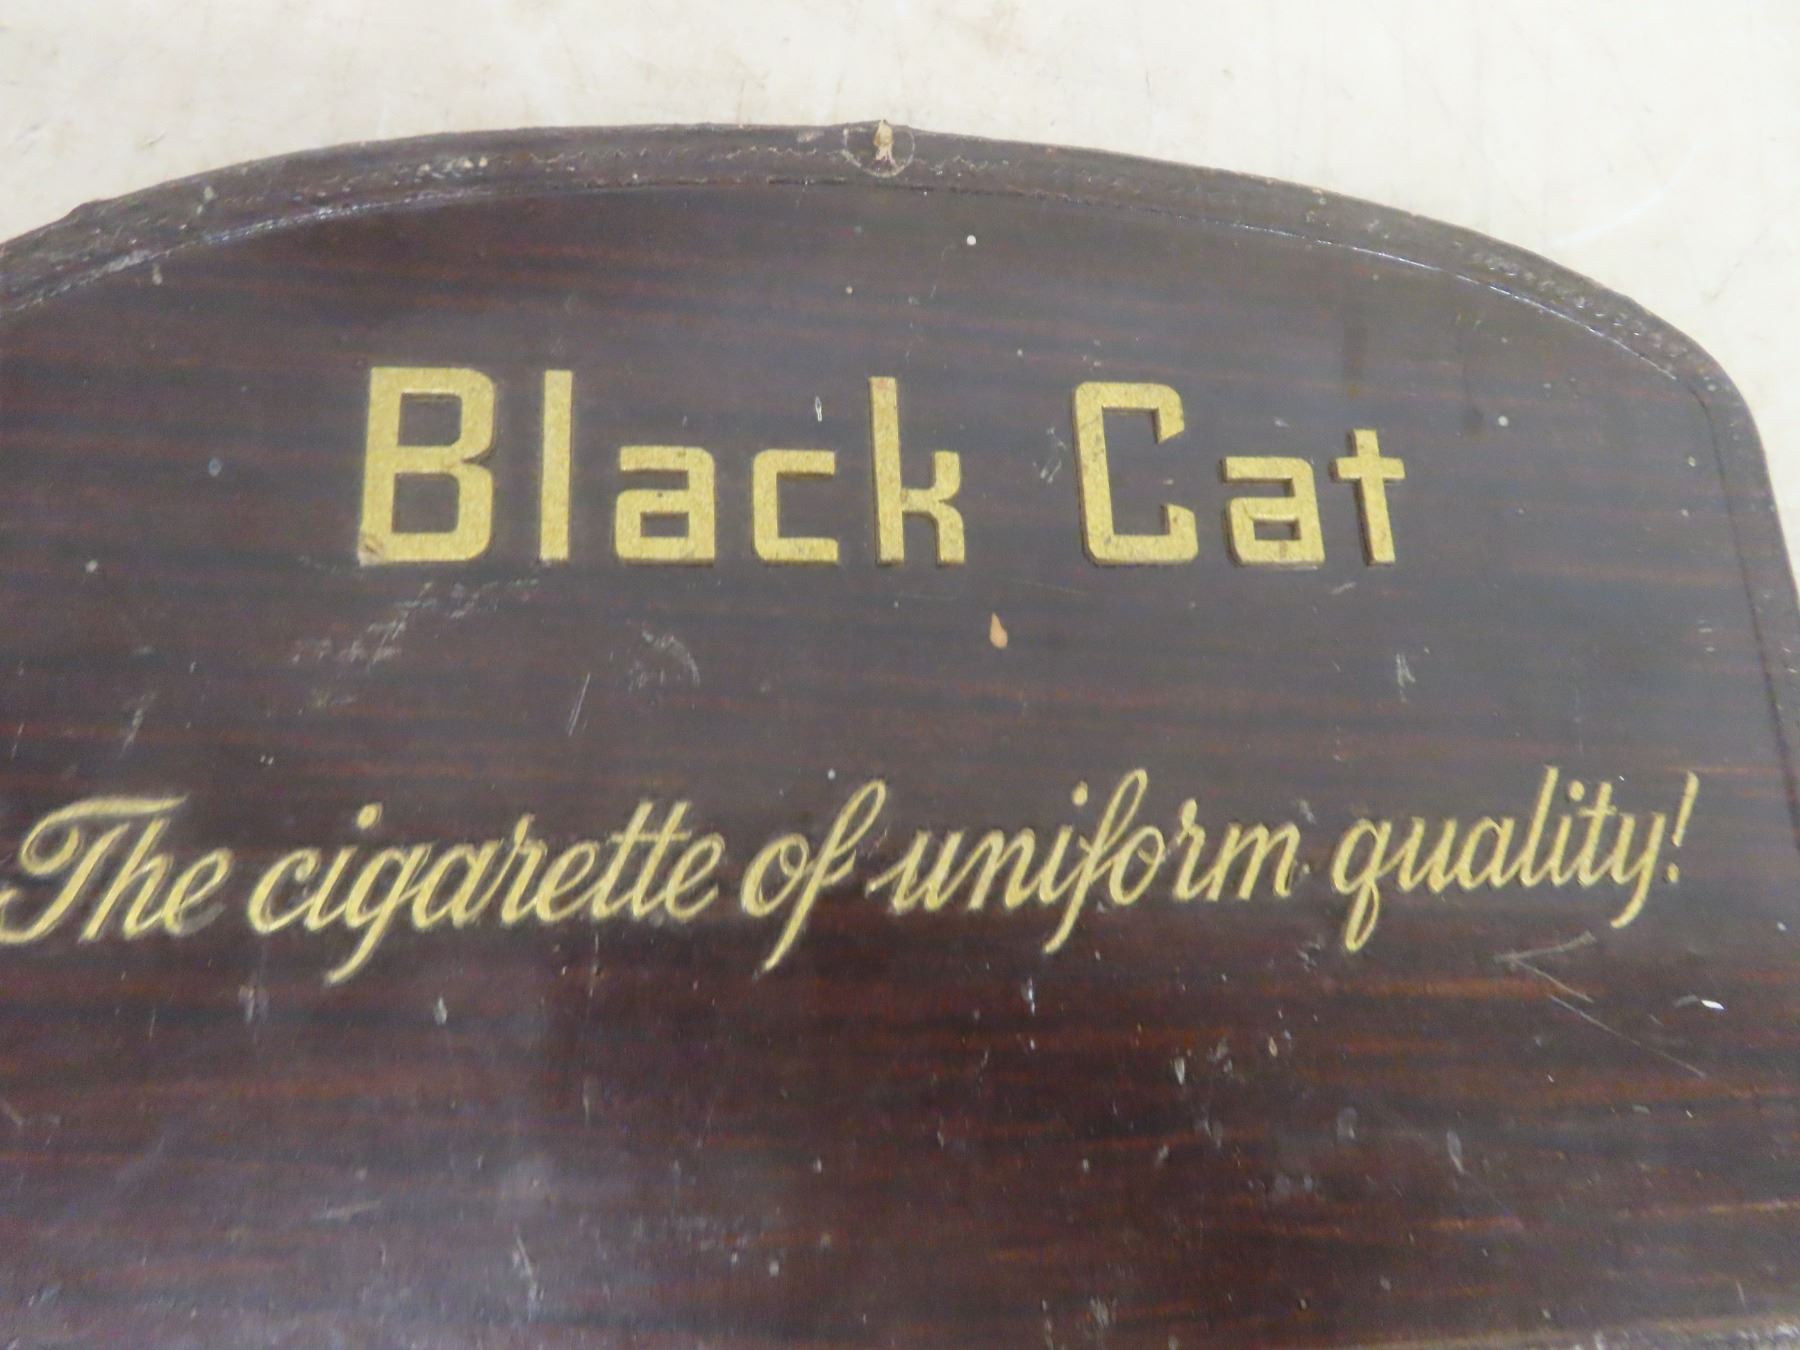 Black Cat
The cigarette of uniform quality!